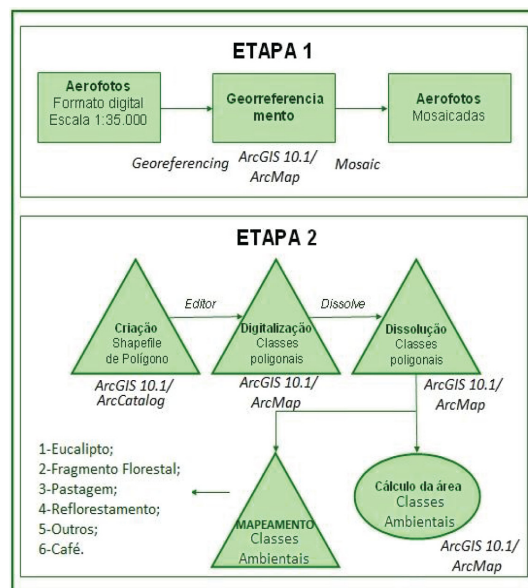 ETAPA 1
Aerofotos
Formato digital
Escala 1:35.000
Georreferencia
mento
Aerofotos
Mosaicadas
Georeferencing
ArcGIS 10.1/
ArcMap
Mosaic
ETAPA 2
Editor
Dissolve
Criação
Shapefile
de Polígono
Digitalização
Classes
poligonais
Dissolução
Classes
poligonais
ArcGIS 10.1/
ArcCatalog
ArcGIS 10.1/
ArcMap
ArcGIS 10.1/
ArcMap
1-Eucalipto;
2-Fragmento Florestal;
3-Pastagem;
4-Reflorestamento;
5-Outros;
6-Café.
MAPEAMENTO
Classes
Ambientais
Cálculo da área
Classes
Ambientais
ArcGIS 10.1/
ArcMap